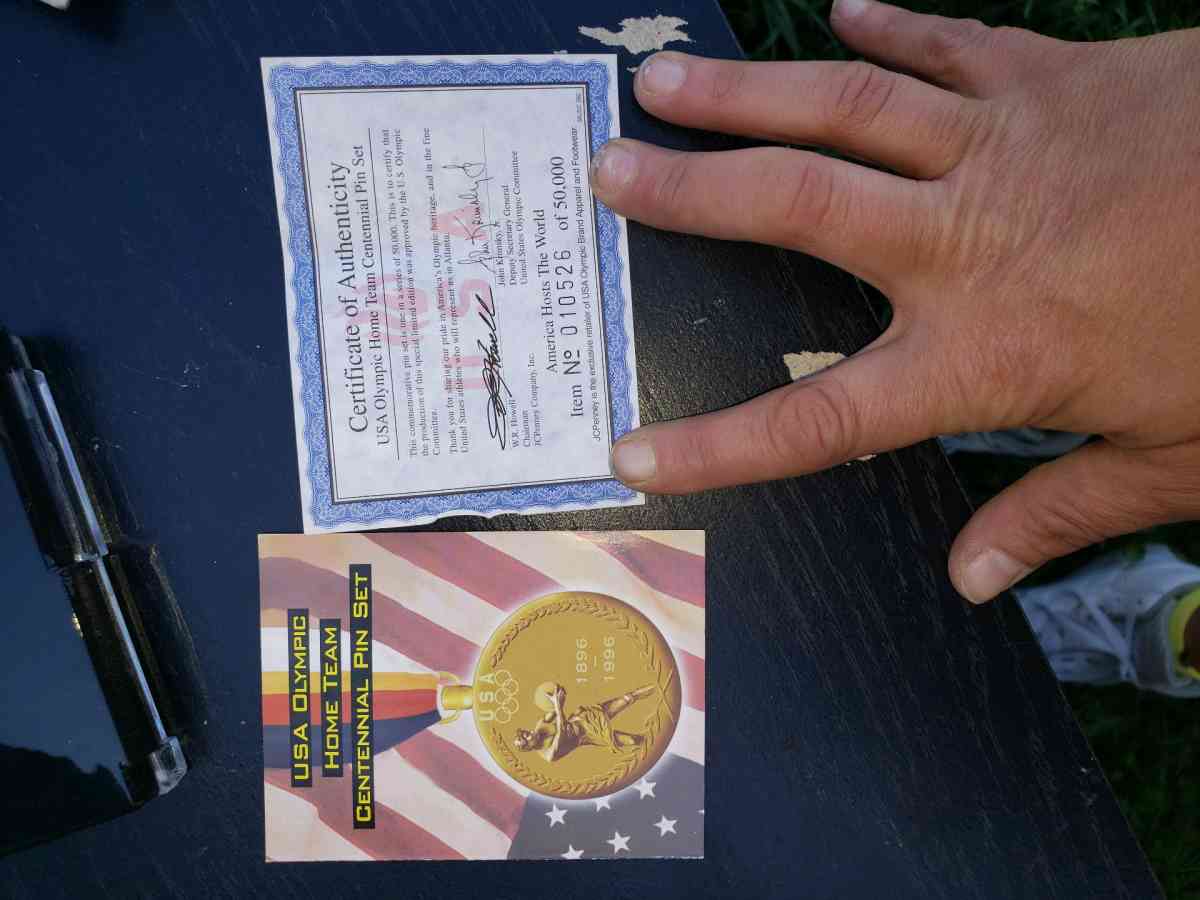 Certificate of Authenticity
USA Olympic Home Team Centennial Pin Set
This commemorative pin set is one in a series of 50,000. This is to certify that
the production of this special limited edition was approved by the U.S. Olympic
Committee.
Thank you for sharing our pride in America's Olympic heritage, and in the Fine
United States athletes who will represent us in Atlanta.
W.R. Howell
Chairman
JCPenney Company, Inc.
John Krimsky, Jr.
Deputy Secretary General
United States Olympic Committee
America Hosts The World
Item № 010526 of 50,000
JCPenney is the exclusive retailer of USA Olympic Brand Apparel and Footwear.
USA OLYMPIC
HOME TEAM
CENTENNIAL PIN SET
USA
1896
–
1996